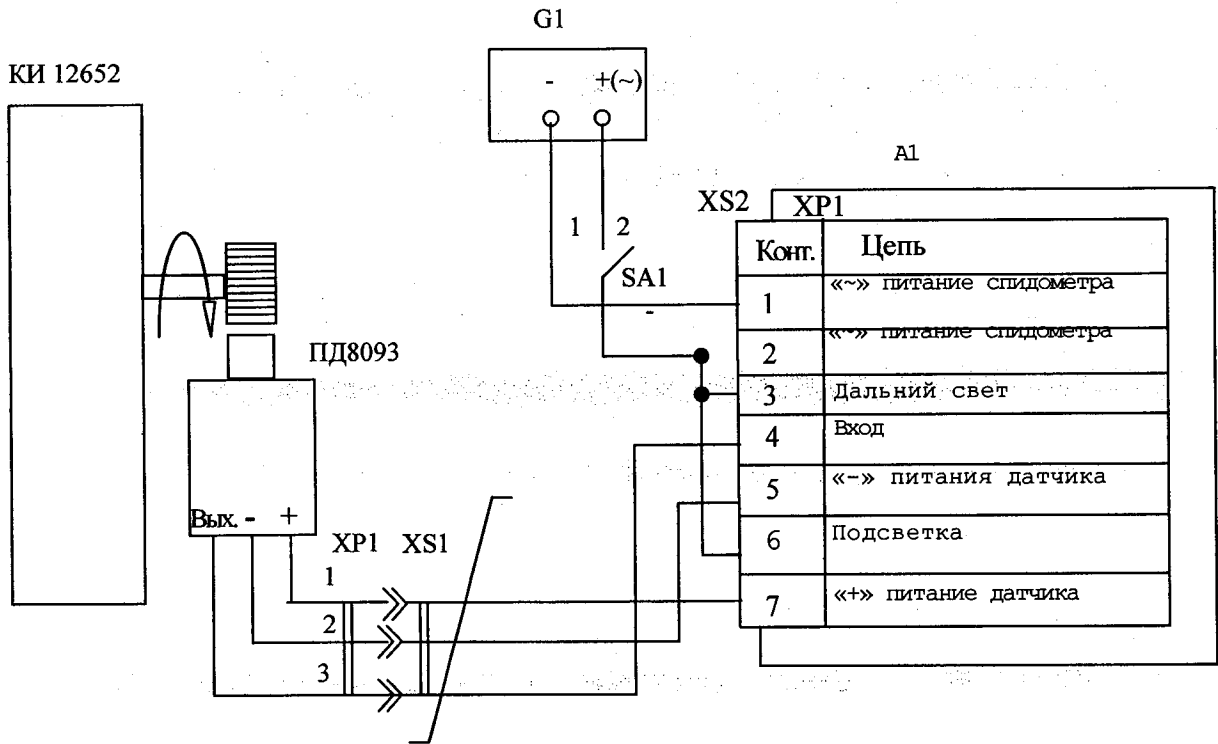 G1
КИ 12652
- +(~)
A1
XS2 XP1
1 2
SA1
-
Конт. Цепь
1 «~» питание спидометра
2 «~» питание спидометра
3 Дальний свет
4 Вход
5 «-» питания датчика
6 Подсветка
7 «+» питание датчика
ПД8093
Вых. - +
XP1 XS1
1
2
3